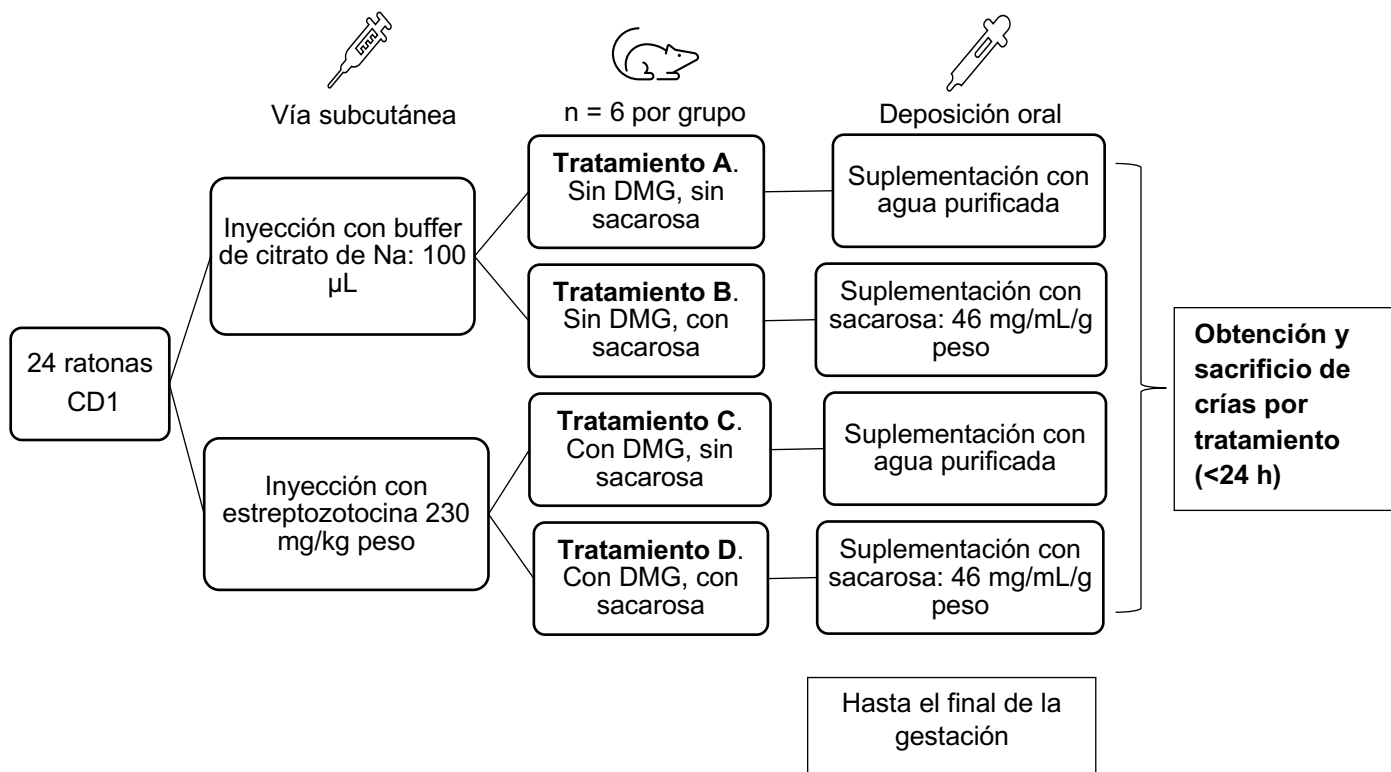 Vía subcutánea
n = 6 por grupo
Deposición oral
24 ratonas
CD1
Inyección con buffer
de citrato de Na: 100
µL
Inyección con
estreptozotocina 230
mg/kg peso
Tratamiento A.
Sin DMG, sin
sacarosa
Tratamiento B.
Sin DMG, con
sacarosa
Tratamiento C.
Con DMG, sin
sacarosa
Tratamiento D.
Con DMG, con
sacarosa
Suplementación con
agua purificada
Suplementación con
sacarosa: 46 mg/mL/g
peso
Suplementación con
agua purificada
Suplementación con
sacarosa: 46 mg/mL/g
peso
Obtención y
sacrificio de
crías por
tratamiento
(<24 h)
Hasta el final de la
gestación